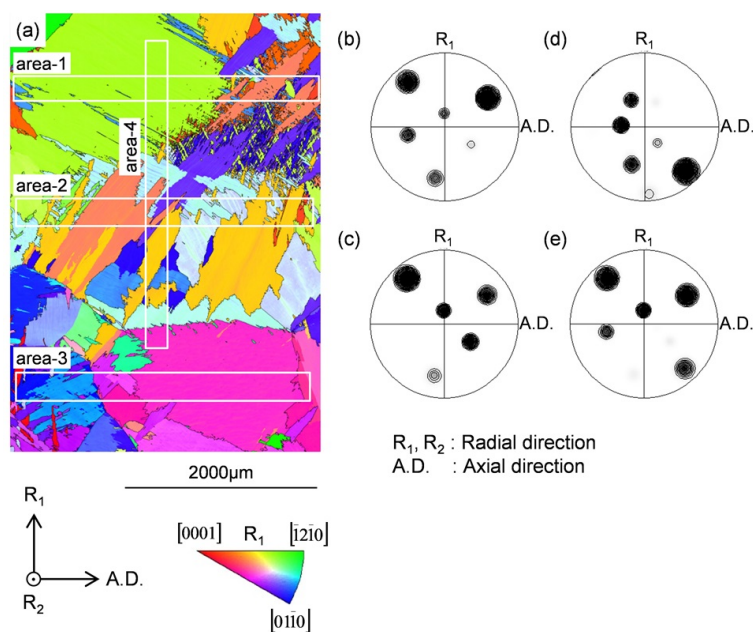 (a)
area-1
area-4
area-2
area-3
2000μm
R₁
A.D.
R₂
[0001] R₁ [1̅21̅0]
[011̅0]
(b)
R₁
(d)
R₁
A.D.
A.D.
(c)
R₁
(e)
R₁
A.D.
A.D.
R₁, R₂ : Radial direction
A.D. : Axial direction